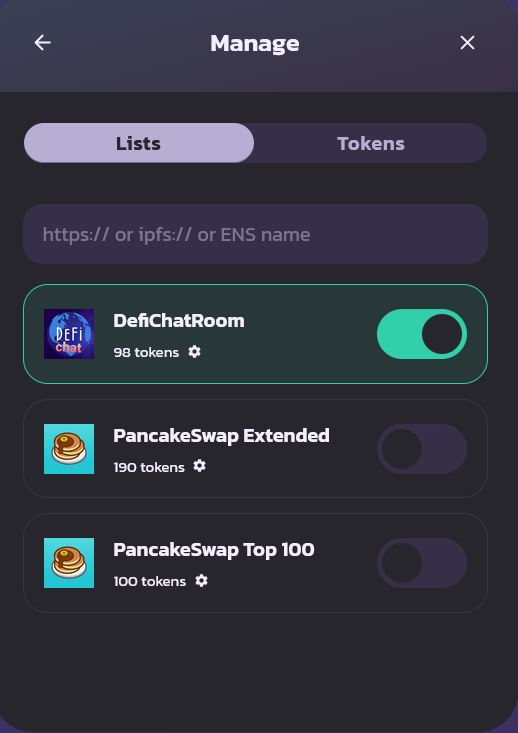 Manage
Lists
Tokens
https:// or ipfs:// or ENS name
DeFi
chat
DefiChatRoom
98 tokens
PancakeSwap Extended
190 tokens
PancakeSwap Top 100
100 tokens